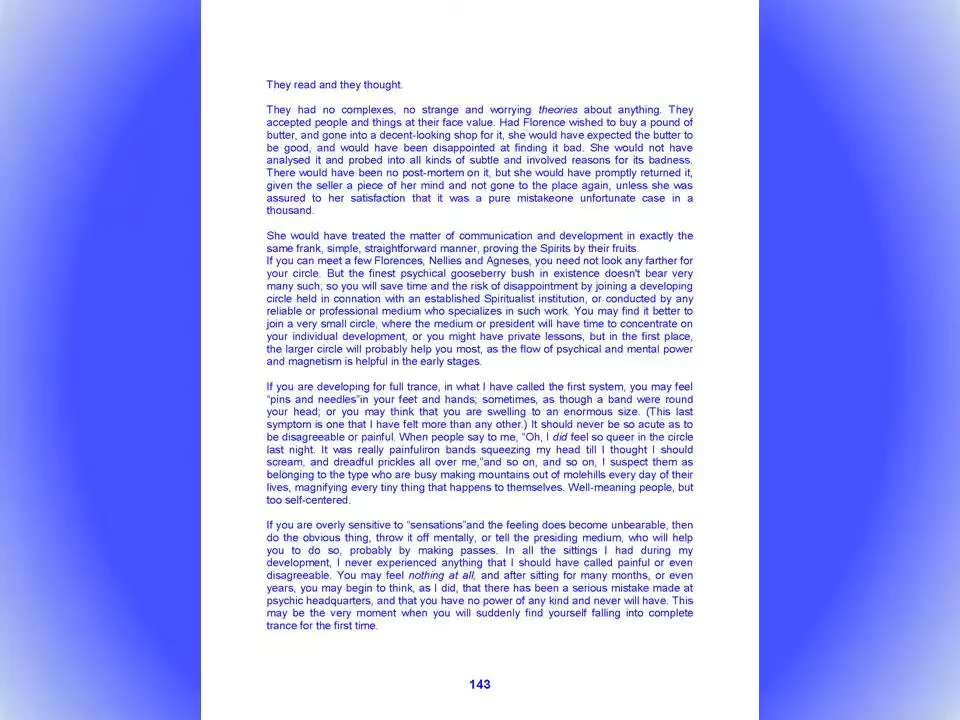 They read and they thought.
They had no complexes, no strange and worrying theories about anything. They
accepted people and things at their face value. Had Florence wished to buy a pound of
butter, and gone into a decent-looking shop for it, she would have expected the butter to
be good, and would have been disappointed at finding it bad. She would not have
analysed it and probed into all kinds of subtle and involved reasons for its badness.
There would have been no post-mortem on it, but she would have promptly returned it,
given the seller a piece of her mind and not gone to the place again, unless she was
assured to her satisfaction that it was a pure mistakeone unfortunate case in a
thousand.
She would have treated the matter of communication and development in exactly the
same frank, simple, straightforward manner, proving the Spirits by their fruits.
If you can meet a few Florences, Nellies and Agneses, you need not look any farther for
your circle. But the finest psychical gooseberry bush in existence doesn't bear very
many such; so you will save time and the risk of disappointment by joining a developing
circle held in connation with an established Spiritualist institution, or conducted by any
reliable or professional medium who specializes in such work. You may find it better to
join a very small circle, where the medium or president will have time to concentrate on
your individual development, or you might have private lessons, but in the first place,
the larger circle will probably help you most, as the flow of psychical and mental power
and magnetism is helpful in the early stages.
If you are developing for full trance, in what I have called the first system, you may feel
“pins and needles”in your feet and hands; sometimes, as though a band were round
your head; or you may think that you are swelling to an enormous size. (This last
symptom is one that I have felt more than any other.) It should never be so acute as to
be disagreeable or painful. When people say to me, “Oh, I did feel so queer in the circle
last night. It was really painfuliron bands squeezing my head till I thought I should
scream, and dreadful prickles all over me,”and so on, and so on, I suspect them as
belonging to the type who are busy making mountains out of molehills every day of their
lives, magnifying every tiny thing that happens to themselves. Well-meaning people, but
too self-centered.
If you are overly sensitive to “sensations”and the feeling does become unbearable, then
do the obvious thing, throw it off mentally, or tell the presiding medium, who will help
you to do so, probably by making passes. In all the sittings I had during my
development, I never experienced anything that I should have called painful or even
disagreeable. You may feel nothing at all, and after sitting for many months, or even
years, you may begin to think, as I did, that there has been a serious mistake made at
psychic headquarters, and that you have no power of any kind and never will have. This
may be the very moment when you will suddenly find yourself falling into complete
trance for the first time.
143